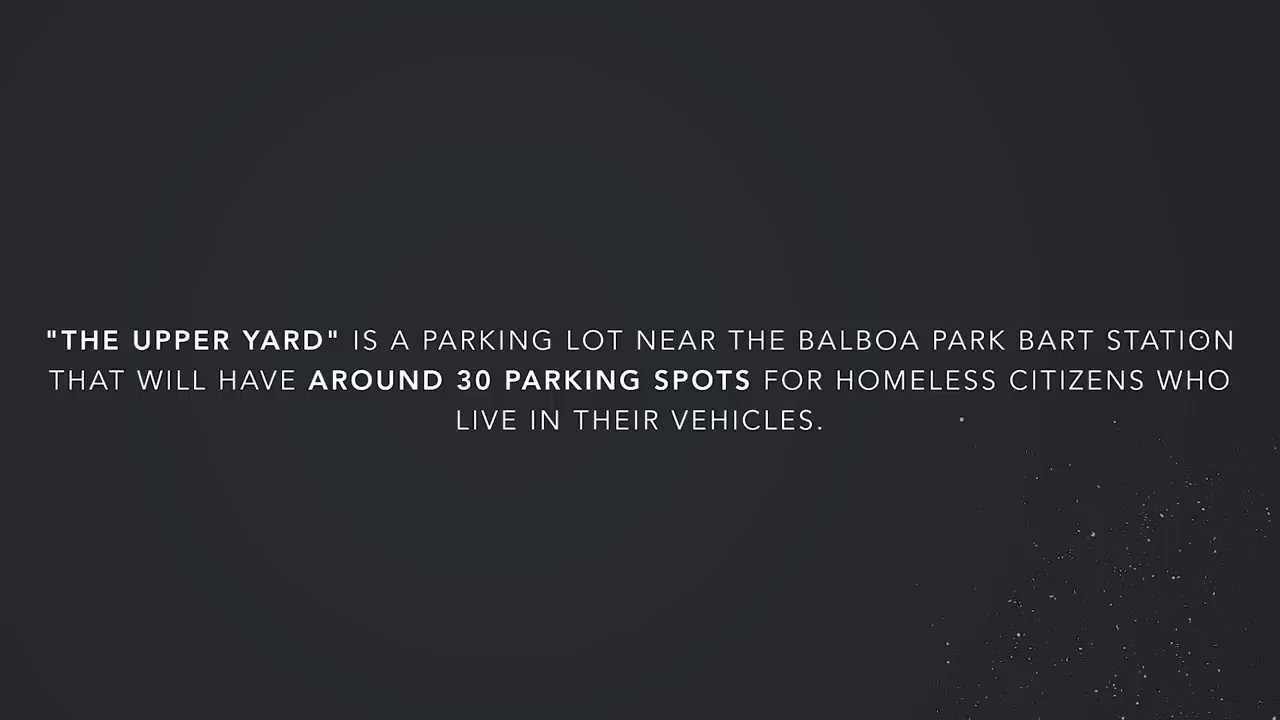 "THE UPPER YARD" IS A PARKING LOT NEAR THE BALBOA PARK BART STATION
THAT WILL HAVE AROUND 30 PARKING SPOTS FOR HOMELESS CITIZENS WHO
LIVE IN THEIR VEHICLES.